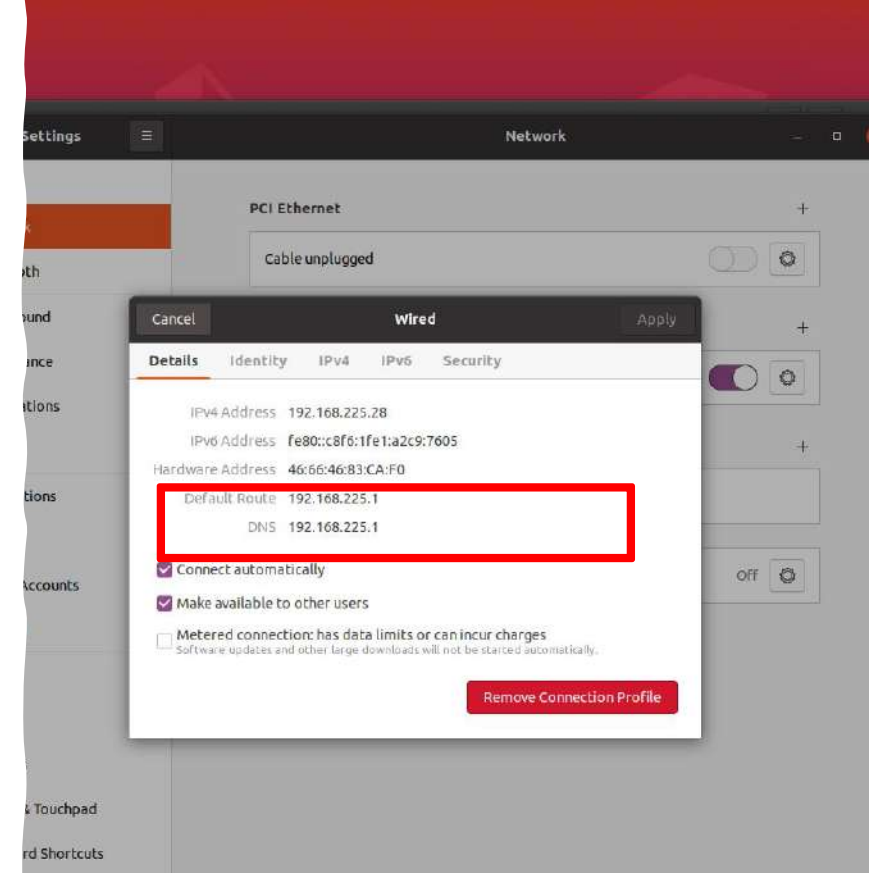 Settings
Network
PCI Ethernet
Cable unplugged
Cancel
Wired
Apply
Details Identity IPv4 IPv6 Security
IPv4 Address 192.168.225.28
IPv6 Address fe80::c8f6:1fe1:a2c9:7605
Hardware Address 46:66:46:83:CA:F0
Default Route 192.168.225.1
DNS 192.168.225.1
Connect automatically
Make available to other users
Metered connection: has data limits or can incur charges
Software updates and other large downloads will not be started automatically.
Remove Connection Profile
Off
Accounts
& Touchpad
rd Shortcuts